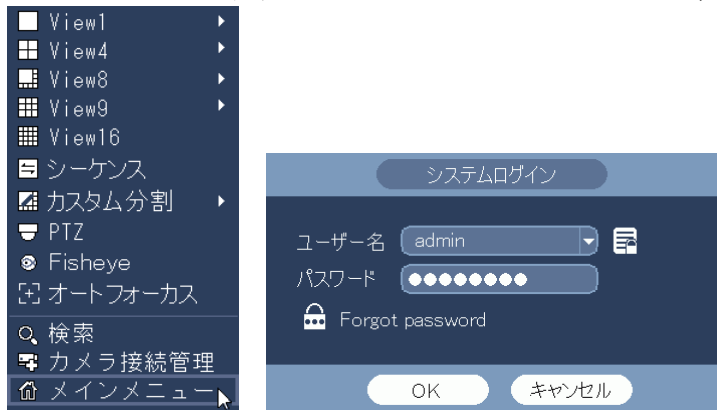 View1
View4
View8
View9
View16
シーケンス
カスタム分割
PTZ
Fisheye
オートフォーカス
検索
カメラ接続管理
メインメニュー
システムログイン
ユーザー名 admin
パスワード ●●●●●●●●
Forgot password
OK キャンセル